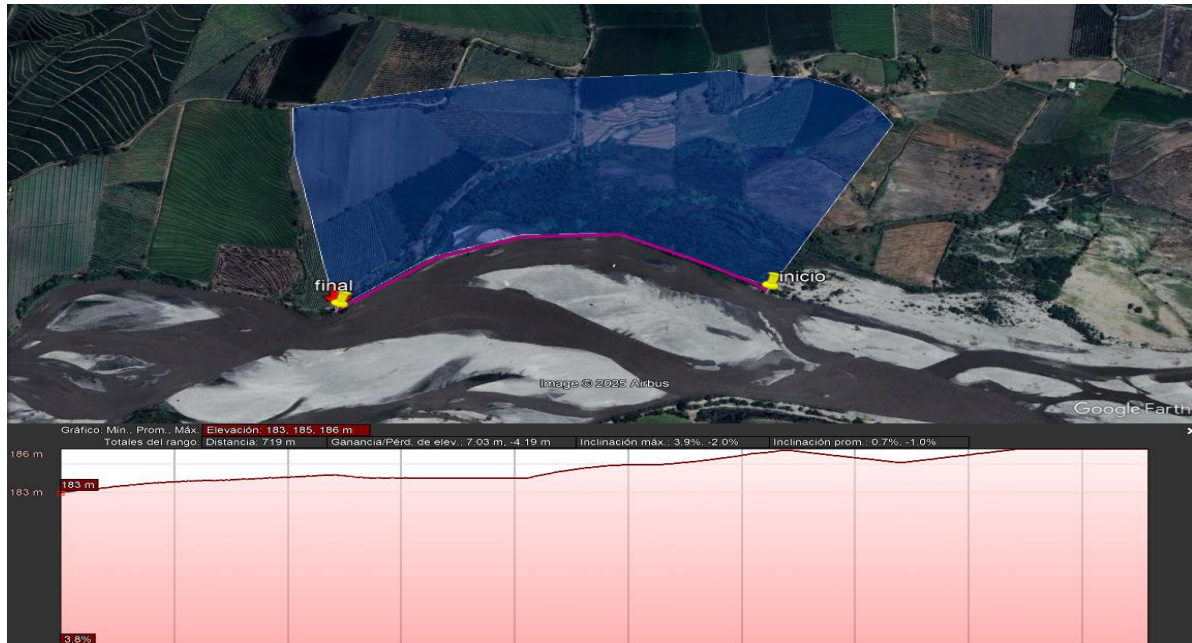 inicio
final
Image © 2025 Airbus
Google Earth
Gráfico: Mín., Prom., Máx. Elevación: 183, 185, 186 m
Totales del rango: Distancia: 719 m Ganancia/Pérd. de elev.: 7.03 m, -4.19 m Inclinación máx.: 3.9%, -2.0% Inclinación prom.: 0.7%, -1.0%
186 m
183 m
183 m
3.8%